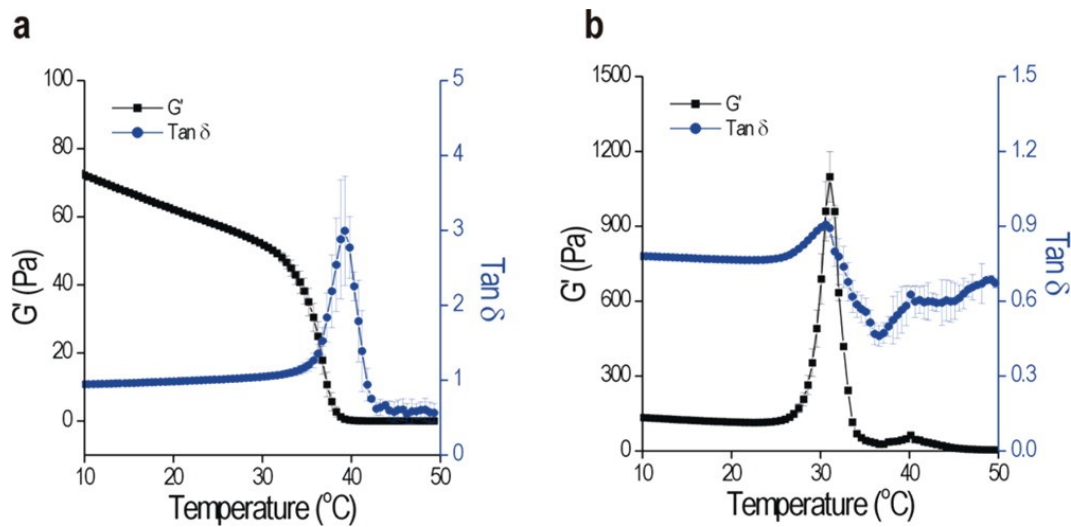 a
100
80
60
40
20
0
G' (Pa)
5
4
3
2
1
0
Tan δ
G'
Tan δ
10 20 30 40 50
Temperature (°C)
b
1500
1200
900
600
300
0
G' (Pa)
1.5
1.2
0.9
0.6
0.3
0.0
Tan δ
G'
Tan δ
10 20 30 40 50
Temperature (°C)